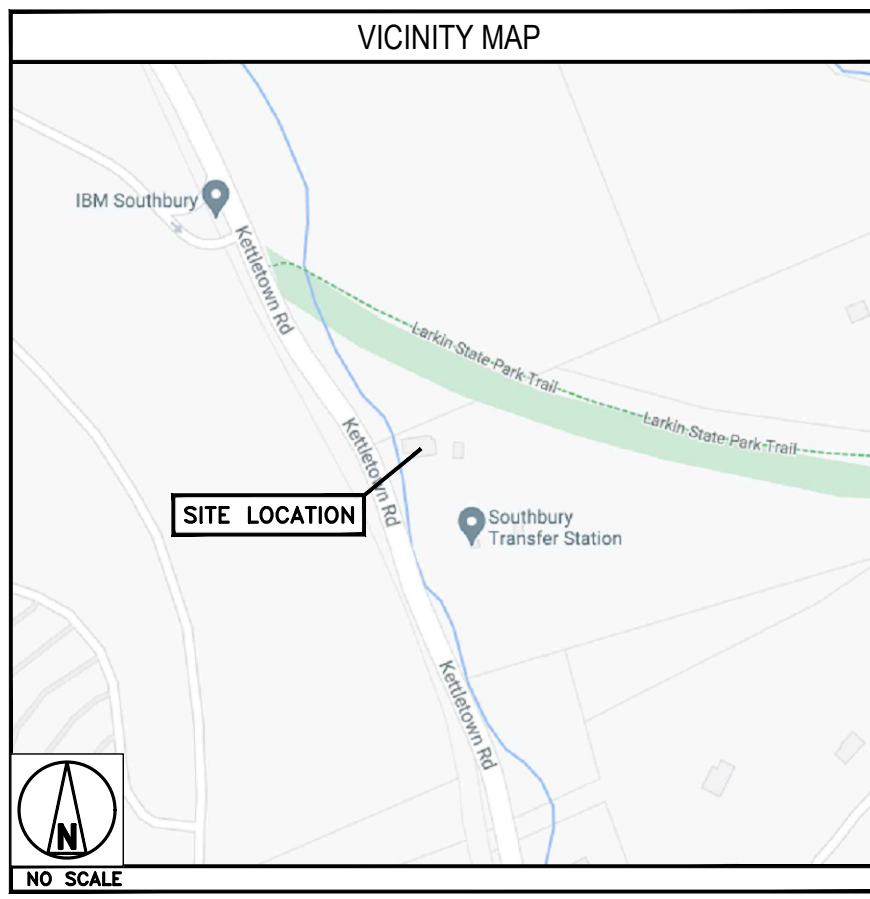 VICINITY MAP
IBM Southbury
Kettletown Rd
Larkin State Park Trail
Larkin State Park Trail
Kettletown Rd
SITE LOCATION
Southbury
Transfer Station
Kettletown Rd
N
NO SCALE